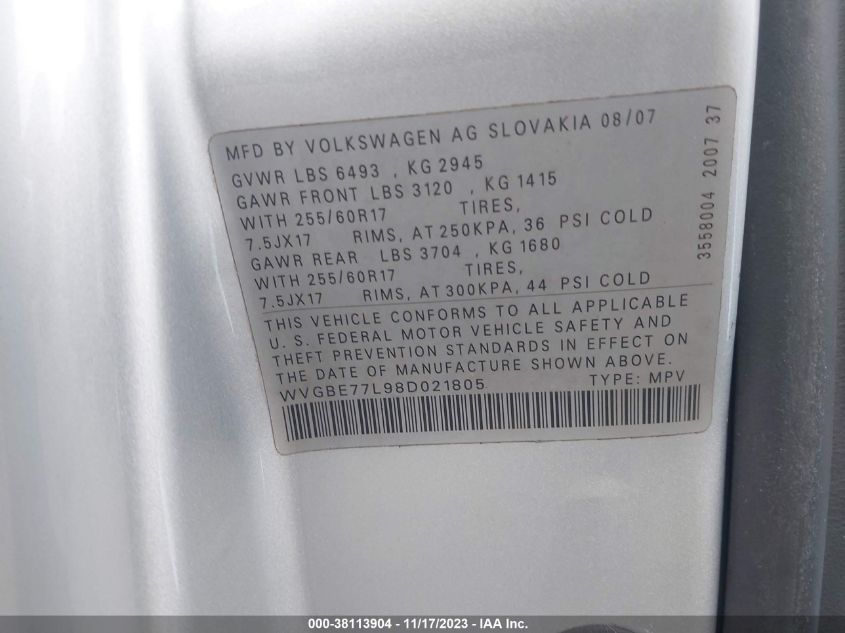 MFD BY VOLKSWAGEN AG SLOVAKIA 08/07
GVWR LBS 6493 , KG 2945
GAWR FRONT LBS 3120 , KG 1415
WITH 255/60R17 TIRES,
7.5JX17 RIMS, AT 250KPA, 36 PSI COLD
GAWR REAR LBS 3704 , KG 1680
WITH 255/60R17 TIRES,
7.5JX17 RIMS, AT 300KPA, 44 PSI COLD
THIS VEHICLE CONFORMS TO ALL APPLICABLE
U. S. FEDERAL MOTOR VEHICLE SAFETY AND
THEFT PREVENTION STANDARDS IN EFFECT ON
THE DATE OF MANUFACTURE SHOWN ABOVE.
WVGBE77L98D021805 TYPE: MPV
3558004 2007 37
000-38113904 - 11/17/2023 - IAA Inc.